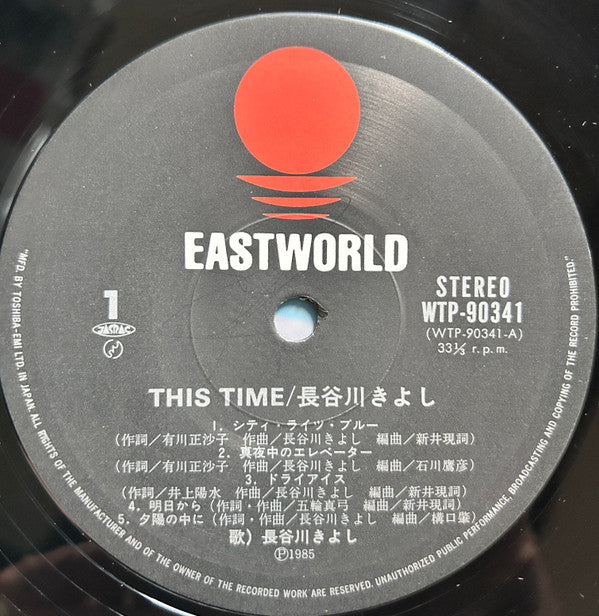 EASTWORLD
1
JASRAC
STEREO
WTP-90341
(WTP-90341-A)
33⅓ r.p.m.
THIS TIME/長谷川きよし
1. シティ・ライツ・ブルー
(作詞/有川正沙子 作曲/長谷川きよし 編曲/新井現詞)
2. 真夜中のエレベーター
(作詞/有川正沙子 作曲/長谷川きよし 編曲/石川鷹彦)
3. ドライアイス
(作詞/井上陽水 作曲/長谷川きよし 編曲/新井現詞)
4. 明日から (作詞・作曲/五輪真弓 編曲/新井現詞)
5. 夕陽の中に (作詞・作曲/長谷川きよし 編曲/溝口肇)
歌) 長谷川きよし
Ⓟ1985
"MFD. BY TOSHIBA-EMI LTD. IN JAPAN. ALL RIGHTS OF THE MANUFACTURER AND OF THE OWNER OF THE RECORDED WORK ARE RESERVED. UNAUTHORIZED PUBLIC PERFORMANCE, BROADCASTING AND COPYING OF THE RECORD PROHIBITED."